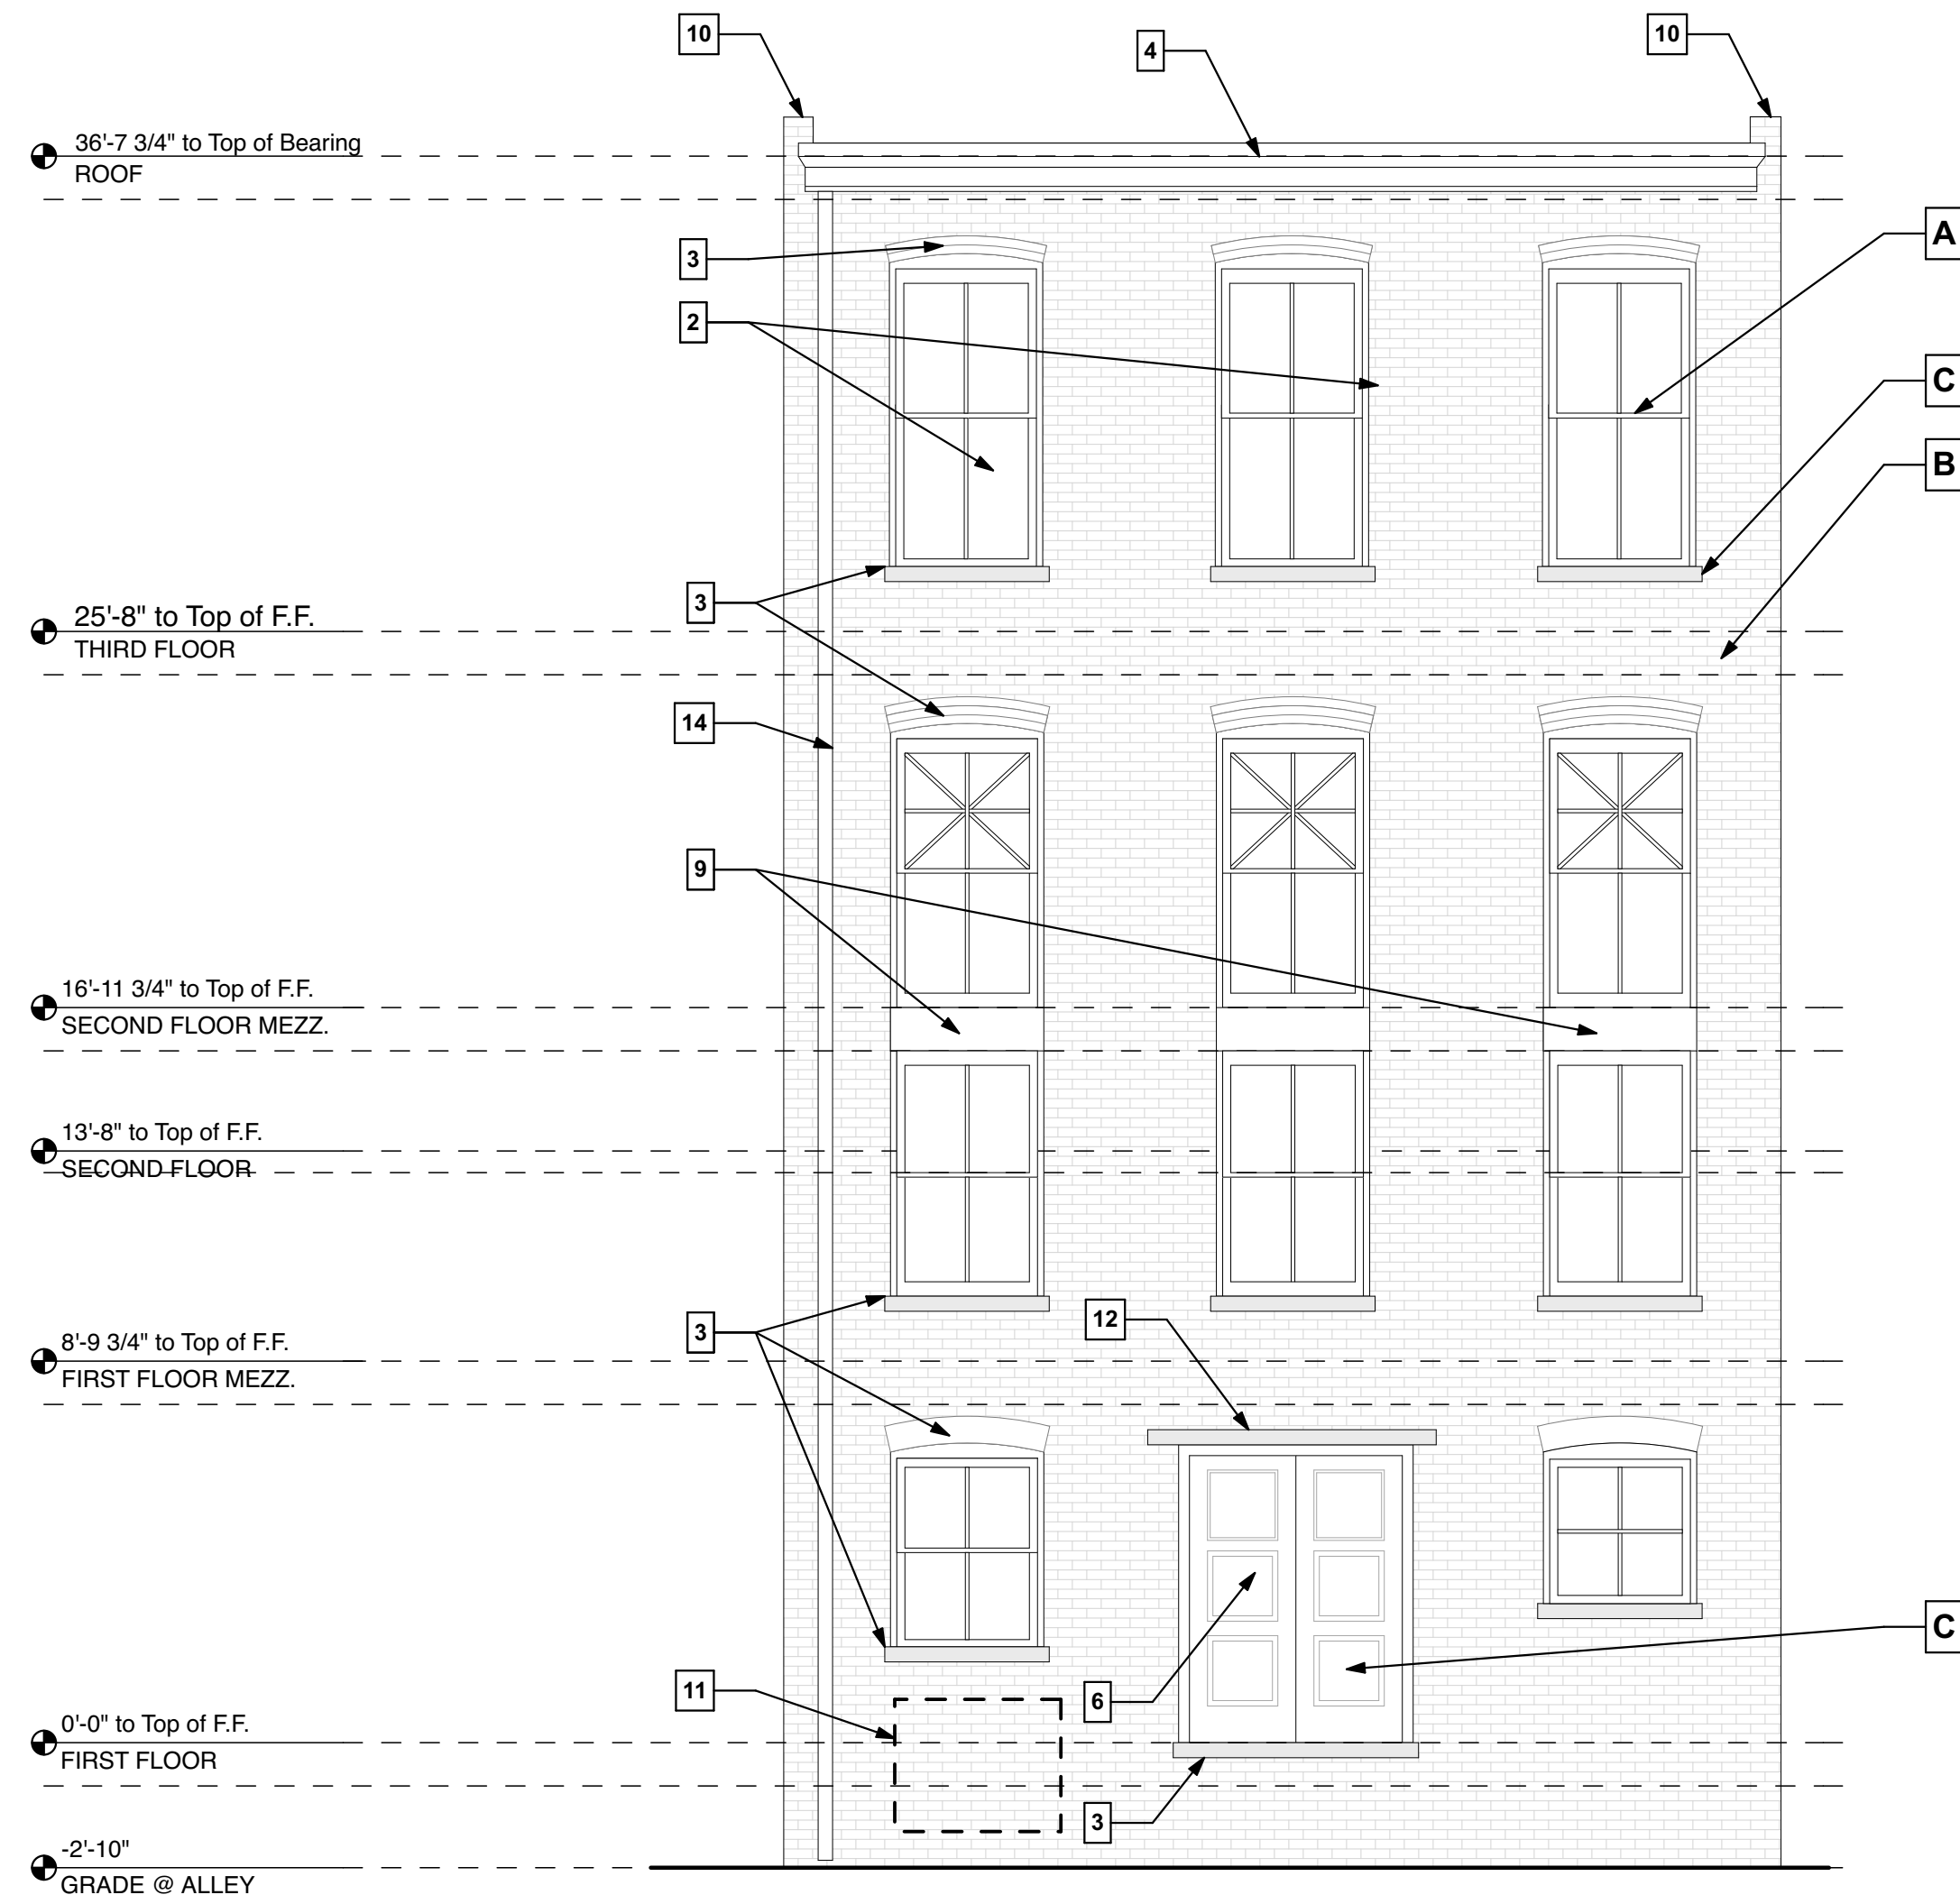 10
10
4
36'-7 3/4" to Top of Bearing
ROOF
A
3
2
C
B
3
25'-8" to Top of F.F.
THIRD FLOOR
14
9
16'-11 3/4" to Top of F.F.
SECOND FLOOR MEZZ.
13'-8" to Top of F.F.
SECOND FLOOR
12
3
8'-9 3/4" to Top of F.F.
FIRST FLOOR MEZZ.
C
11
6
0'-0" to Top of F.F.
FIRST FLOOR
3
-2'-10"
GRADE @ ALLEY